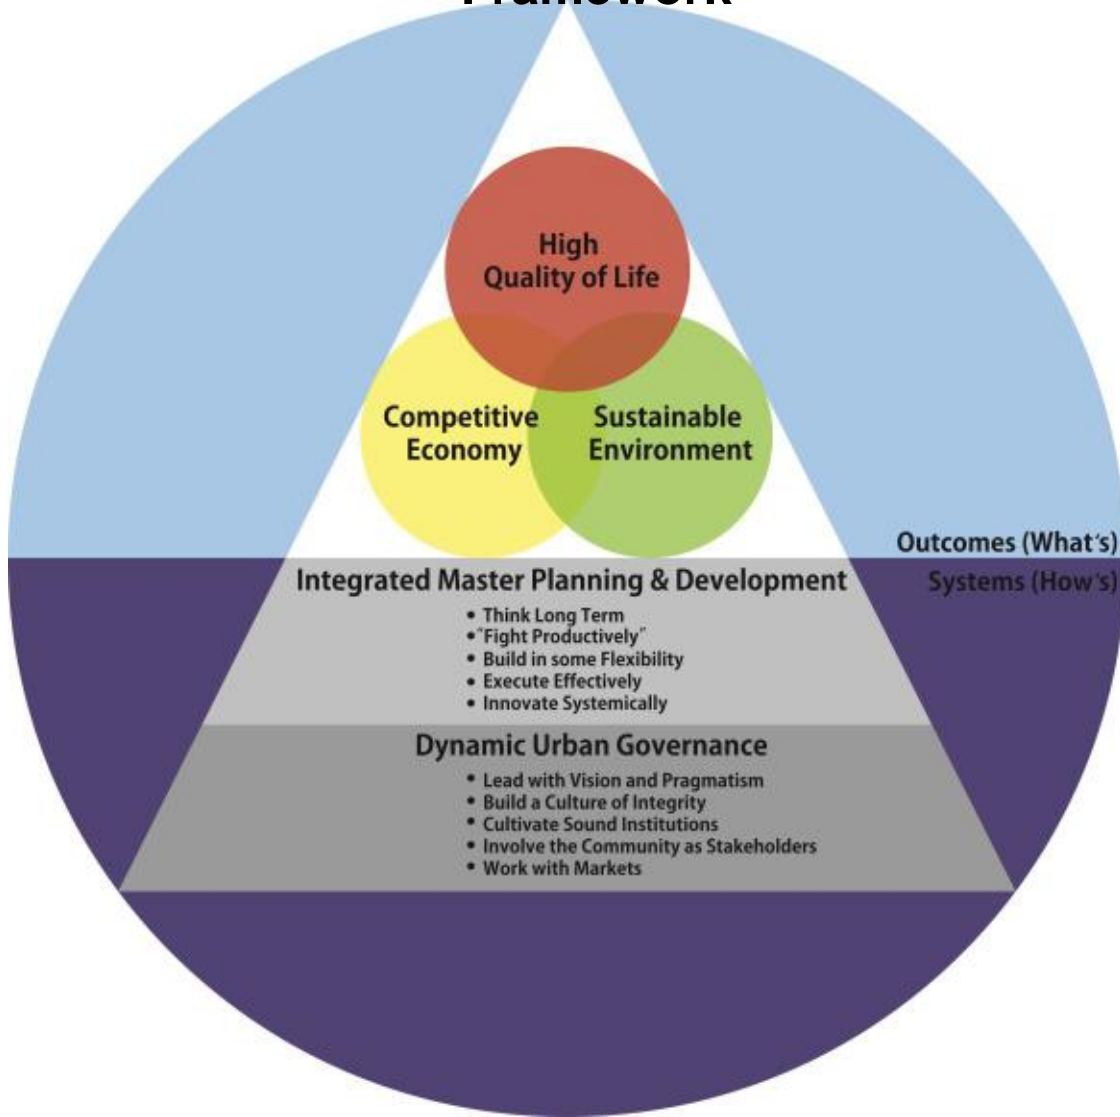 Framework
High
Quality of Life
Competitive
Economy
Sustainable
Environment
Outcomes (What's)
Systems (How's)
Integrated Master Planning & Development
• Think Long Term
• "Fight Productively"
• Build in some Flexibility
• Execute Effectively
• Innovate Systemically
Dynamic Urban Governance
• Lead with Vision and Pragmatism
• Build a Culture of Integrity
• Cultivate Sound Institutions
• Involve the Community as Stakeholders
• Work with Markets